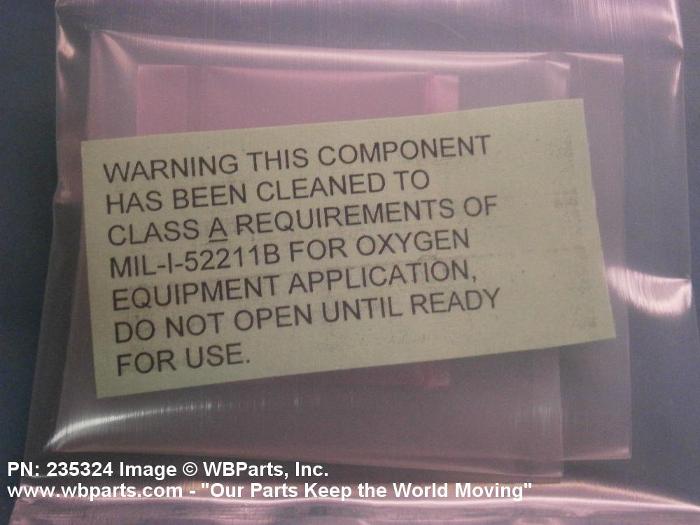 WARNING THIS COMPONENT
HAS BEEN CLEANED TO
CLASS A REQUIREMENTS OF
MIL-I-52211B FOR OXYGEN
EQUIPMENT APPLICATION,
DO NOT OPEN UNTIL READY
FOR USE.
PN: 235324 Image © WBParts, Inc.
www.wbparts.com - "Our Parts Keep the World Moving"